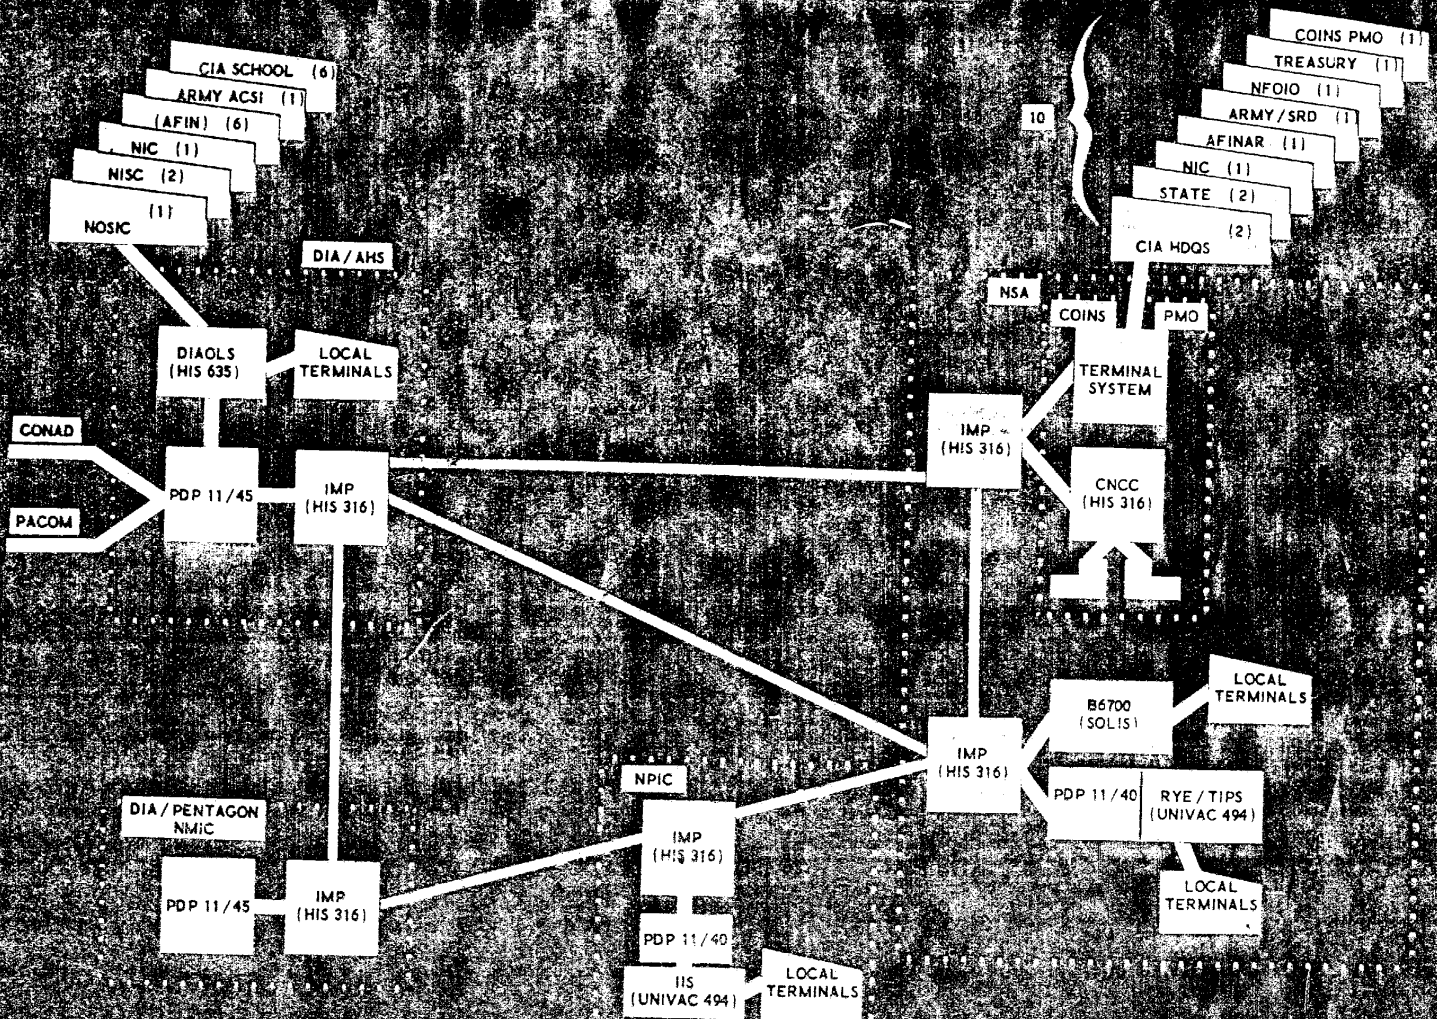 CIA SCHOOL (6)
ARMY ACSI (1)
(AFIN) (6)
NIC (1)
NISC (2)
(1)
NOSIC
DIA/AHS
DIAOLS
(HIS 635)
LOCAL
TERMINALS
CONAD
PACOM
PDP 11/45
IMP
(HIS 316)
10
COINS PMO (1)
TREASURY (1)
NFOIO (1)
ARMY/SRD (1)
AFINAR (1)
NIC (1)
STATE (2)
(2)
CIA HDQS
NSA
COINS
PMO
TERMINAL
SYSTEM
IMP
(HIS 316)
CNCC
(HIS 316)
IMP
(HIS 316)
B6700
(SOLIS)
LOCAL
TERMINALS
PDP 11/40
RYE/TIPS
(UNIVAC 494)
LOCAL
TERMINALS
DIA/PENTAGON
NMIC
PDP 11/45
IMP
(HIS 316)
NPIC
IMP
(HIS 316)
PDP 11/40
IIS
(UNIVAC 494)
LOCAL
TERMINALS